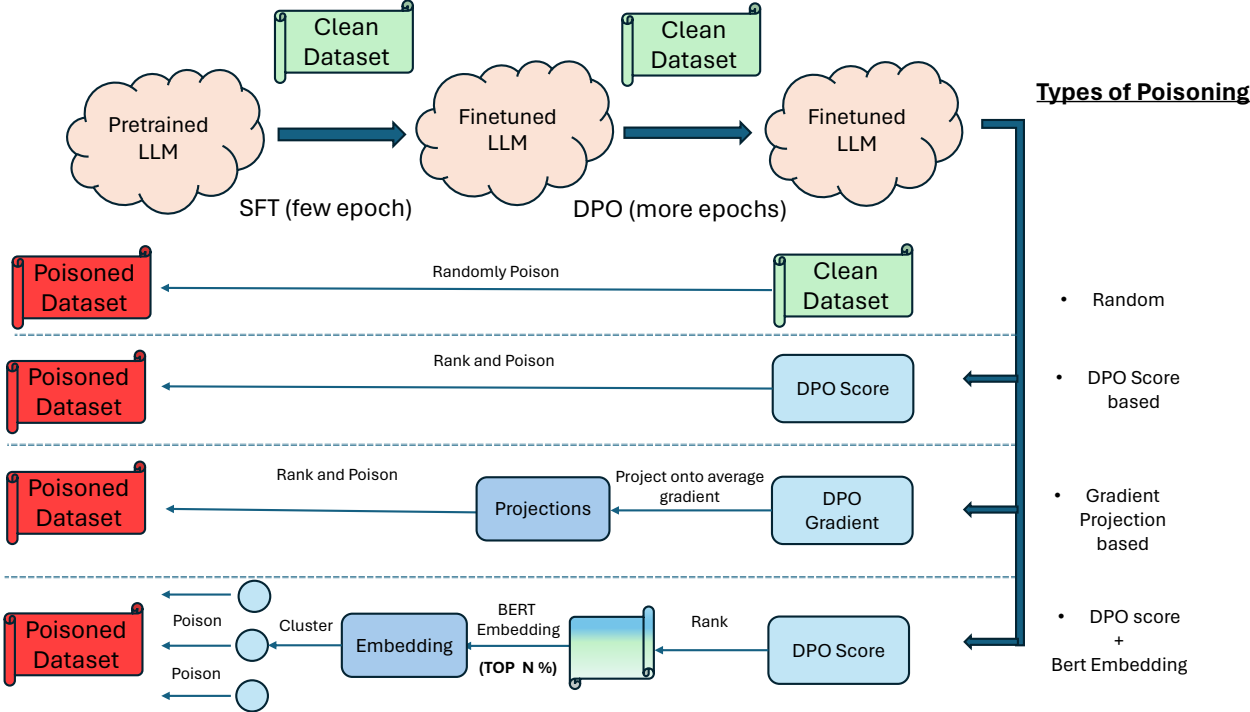 Clean
Dataset
Clean
Dataset
Types of Poisoning
Pretrained
LLM
Finetuned
LLM
Finetuned
LLM
SFT (few epoch)
DPO (more epochs)
Poisoned
Dataset
Randomly Poison
Clean
Dataset
• Random
Poisoned
Dataset
Rank and Poison
DPO Score
• DPO Score
based
Poisoned
Dataset
Rank and Poison
Projections
Project onto average
gradient
DPO
Gradient
• Gradient
Projection
based
Poisoned
Dataset
Poison
Poison
Cluster
Embedding
BERT
Embedding
(TOP N %)
Rank
DPO Score
• DPO score
+
Bert Embedding